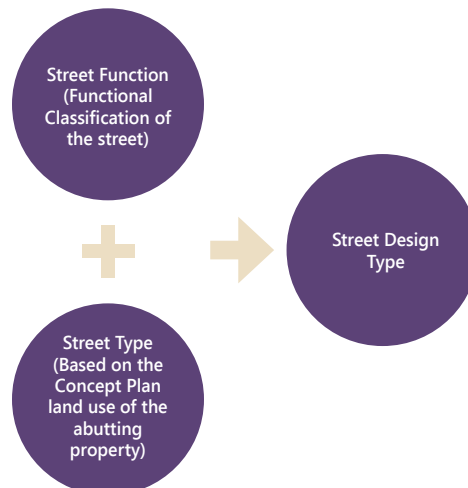 Street Function
(Functional
Classification of
the street)
Street Design
Type
Street Type
(Based on the
Concept Plan
land use of the
abutting
property)